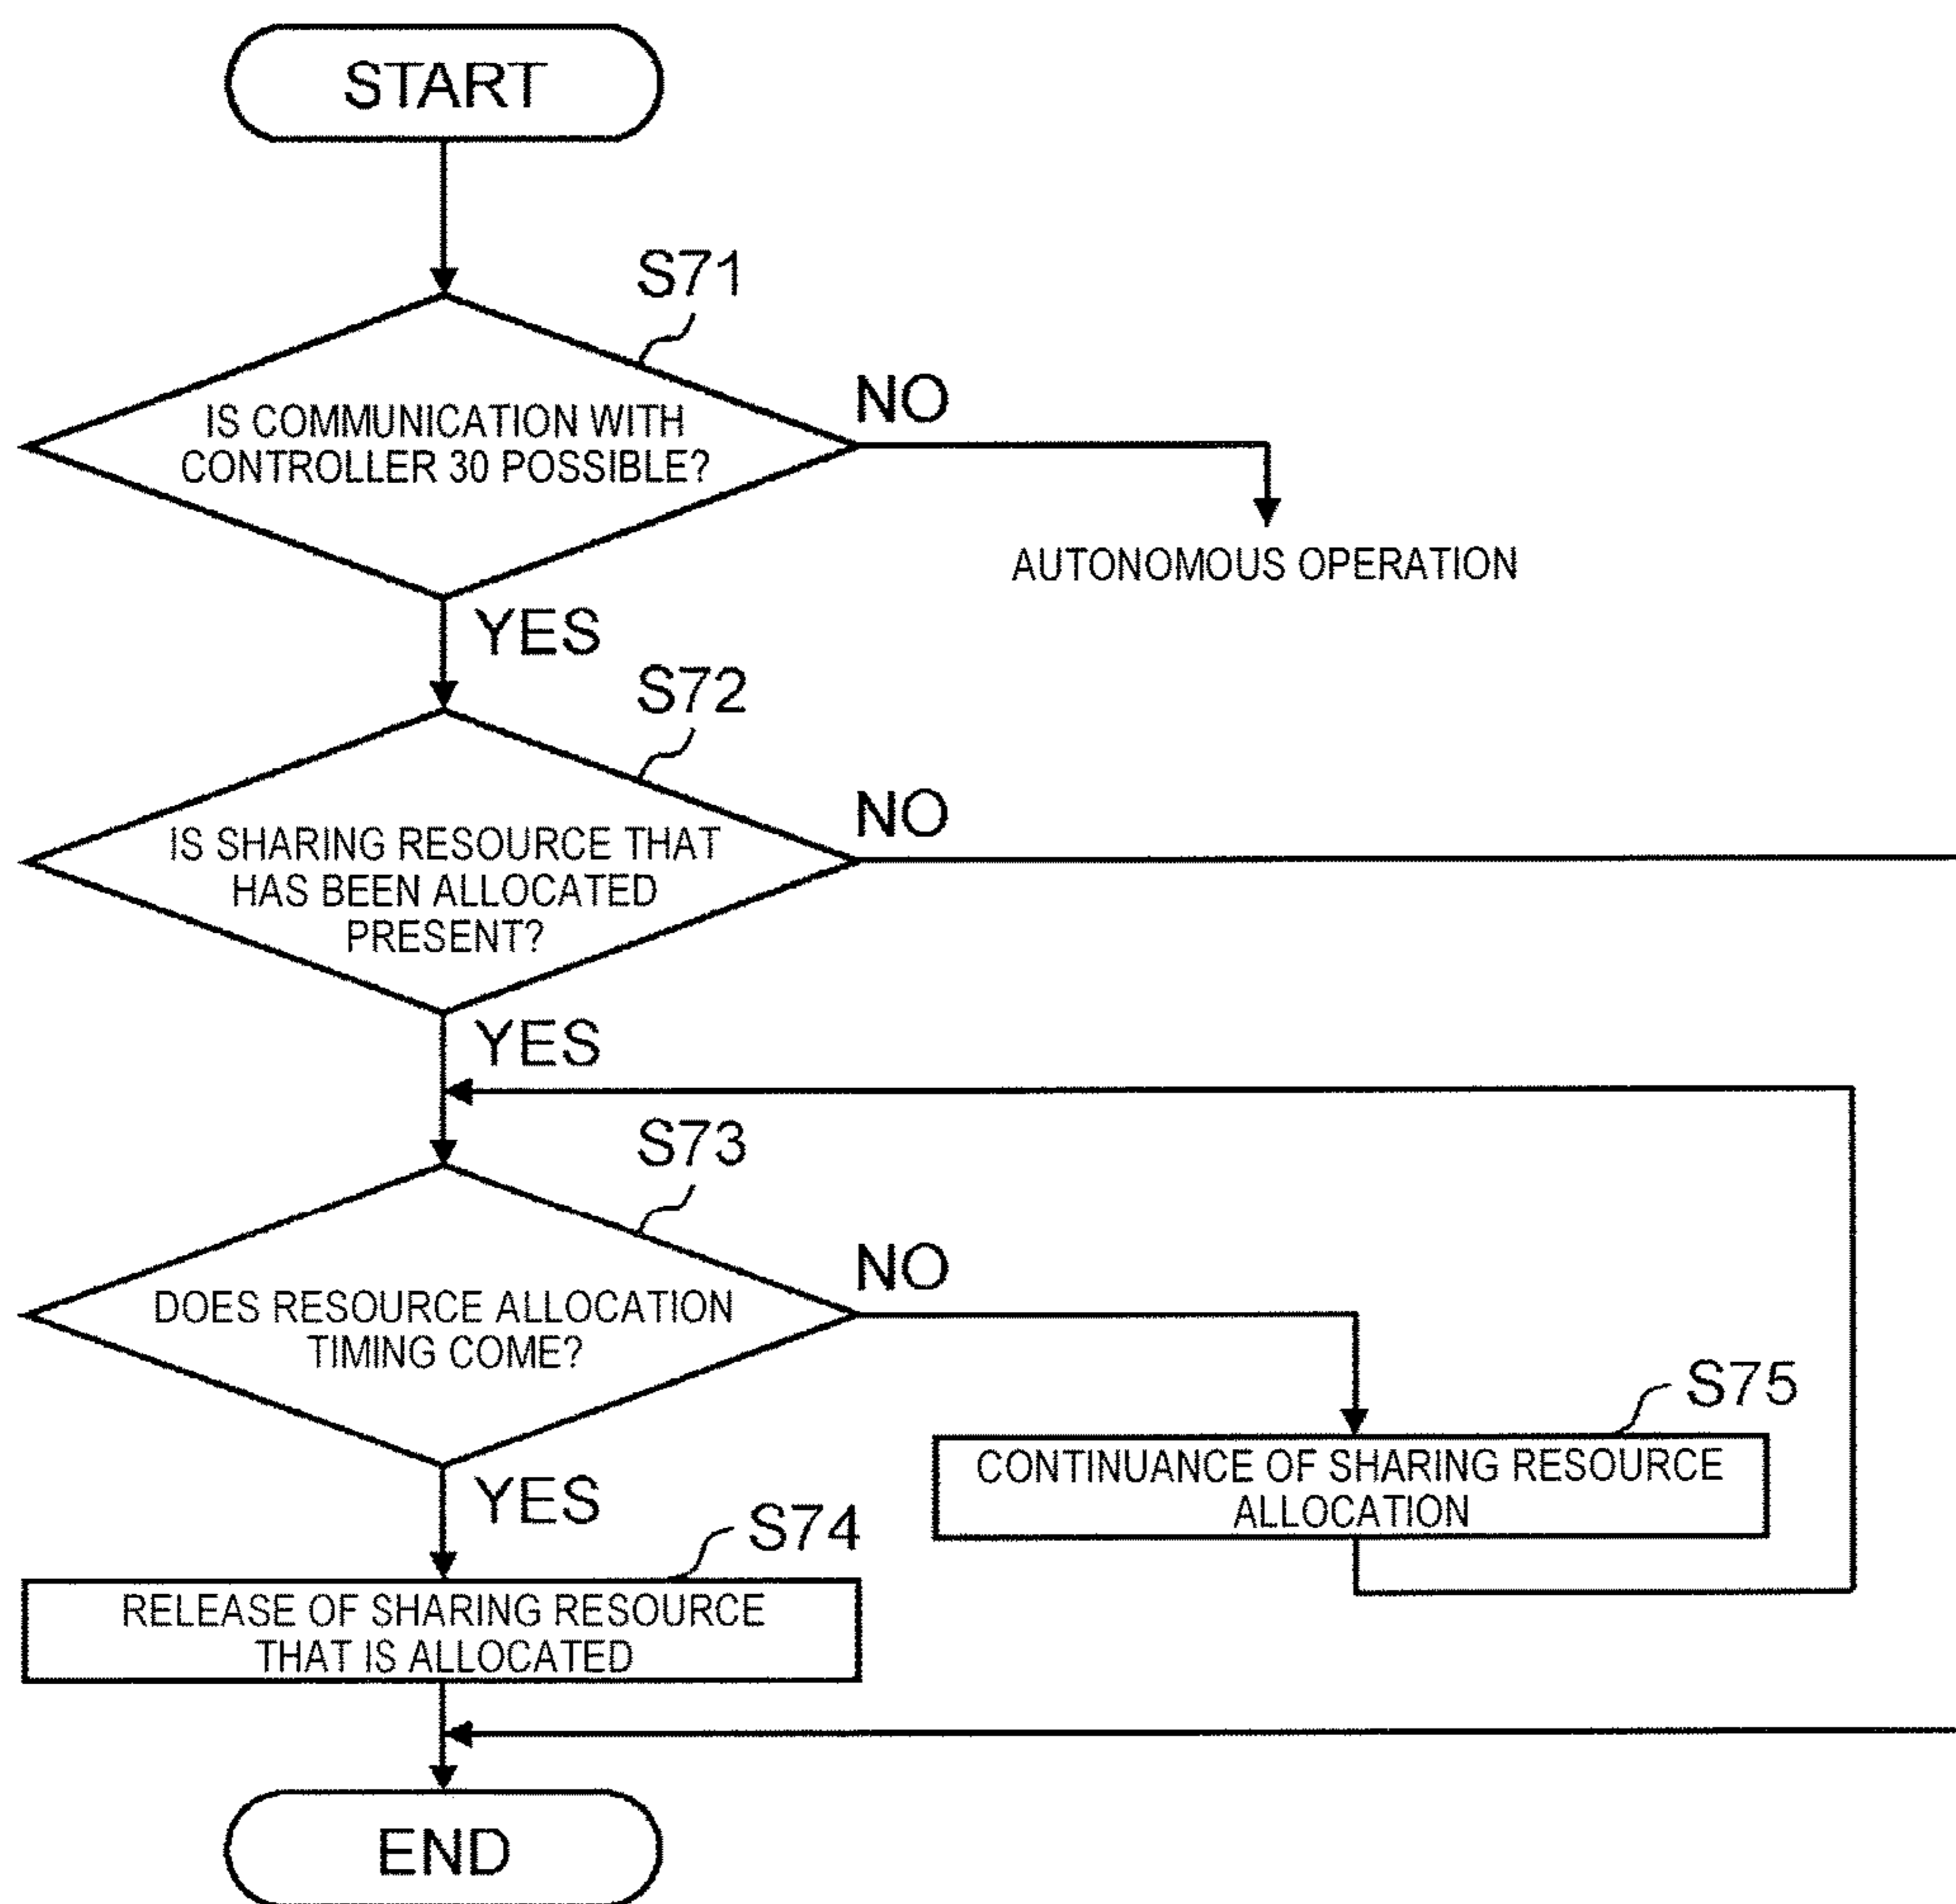 START
S71
IS COMMUNICATION WITH
CONTROLLER 30 POSSIBLE?
NO
AUTONOMOUS OPERATION
YES
S72
IS SHARING RESOURCE THAT
HAS BEEN ALLOCATED
PRESENT?
NO
YES
S73
DOES RESOURCE ALLOCATION
TIMING COME?
NO
S75
CONTINUANCE OF SHARING RESOURCE
ALLOCATION
YES
S74
RELEASE OF SHARING RESOURCE
THAT IS ALLOCATED
END